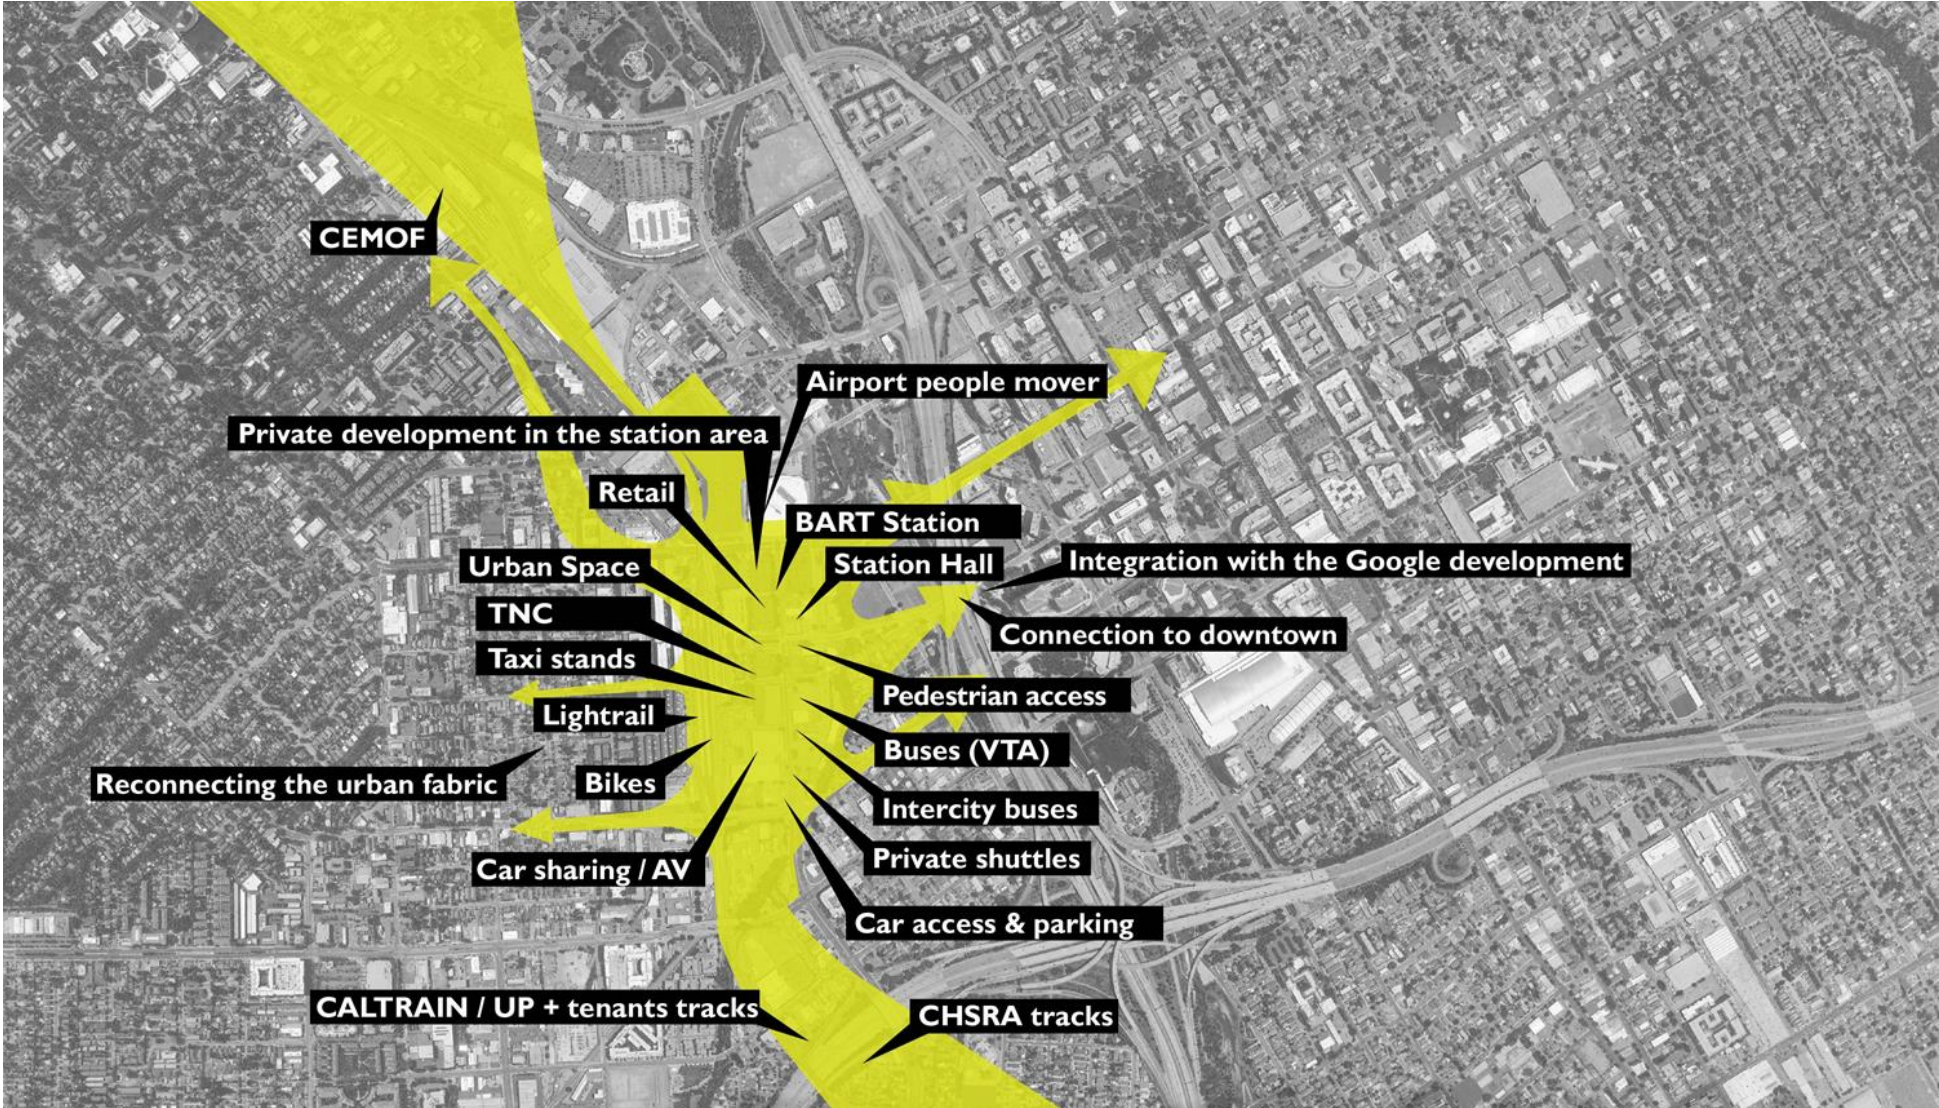 CEMOF
Airport people mover
Private development in the station area
Retail
BART Station
Station Hall
Integration with the Google development
Urban Space
TNC
Connection to downtown
Taxi stands
Pedestrian access
Lightrail
Buses (VTA)
Reconnecting the urban fabric
Bikes
Intercity buses
Private shuttles
Car sharing / AV
Car access & parking
CALTRAIN / UP + tenants tracks
CHSRA tracks